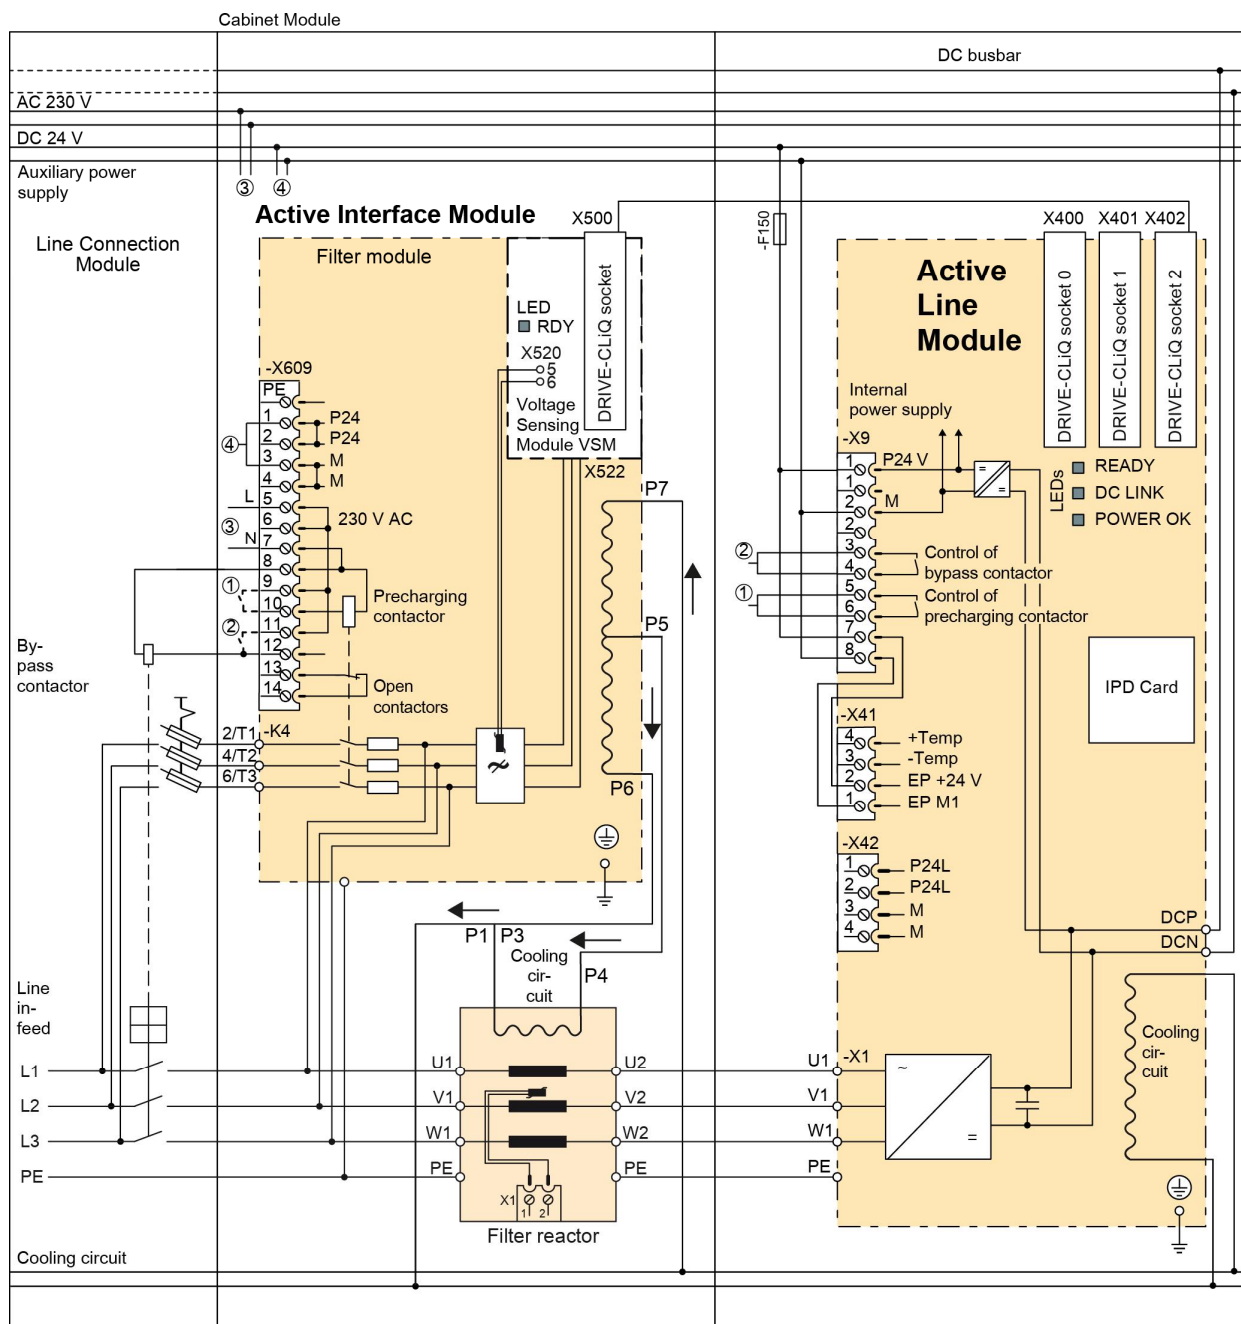 Cabinet Module
DC busbar
AC 230 V
DC 24 V
Auxiliary power
supply
③
④
Line Connection
Module
Active Interface Module
Filter module
X500
DRIVE-CLiQ socket
LED
RDY
X520
5
6
Voltage
Sensing
Module VSM
X522
-X609
PE
1
P24
2
P24
3
M
4
M
④
L
5
③
6
230 V AC
N
7
8
①
9
10
Precharging
contactor
②
11
12
13
14
Open
contactors
By-
pass
contactor
2/T1
4/T2
6/T3
-K4
P7
P5
P6
P1
P3
P4
Cooling
cir-
cuit
Line
in-
feed
L1
L2
L3
PE
U1
U2
V1
V2
W1
W2
PE
PE
X1
1
2
Filter reactor
Cooling circuit
-F150
X400
X401
X402
DRIVE-CLiQ socket 0
DRIVE-CLiQ socket 1
DRIVE-CLiQ socket 2
Active
Line
Module
Internal
power supply
-X9
1
P24 V
1
2
M
2
②
3
4
Control of
bypass contactor
①
5
6
Control of
precharging contactor
7
8
=
=
LEDs
READY
DC LINK
POWER OK
IPD Card
-X41
4
+Temp
3
-Temp
2
EP +24 V
1
EP M1
-X42
1
P24L
2
P24L
3
M
4
M
DCP
DCN
U1
-X1
V1
W1
PE
~
=
Cooling
cir-
cuit